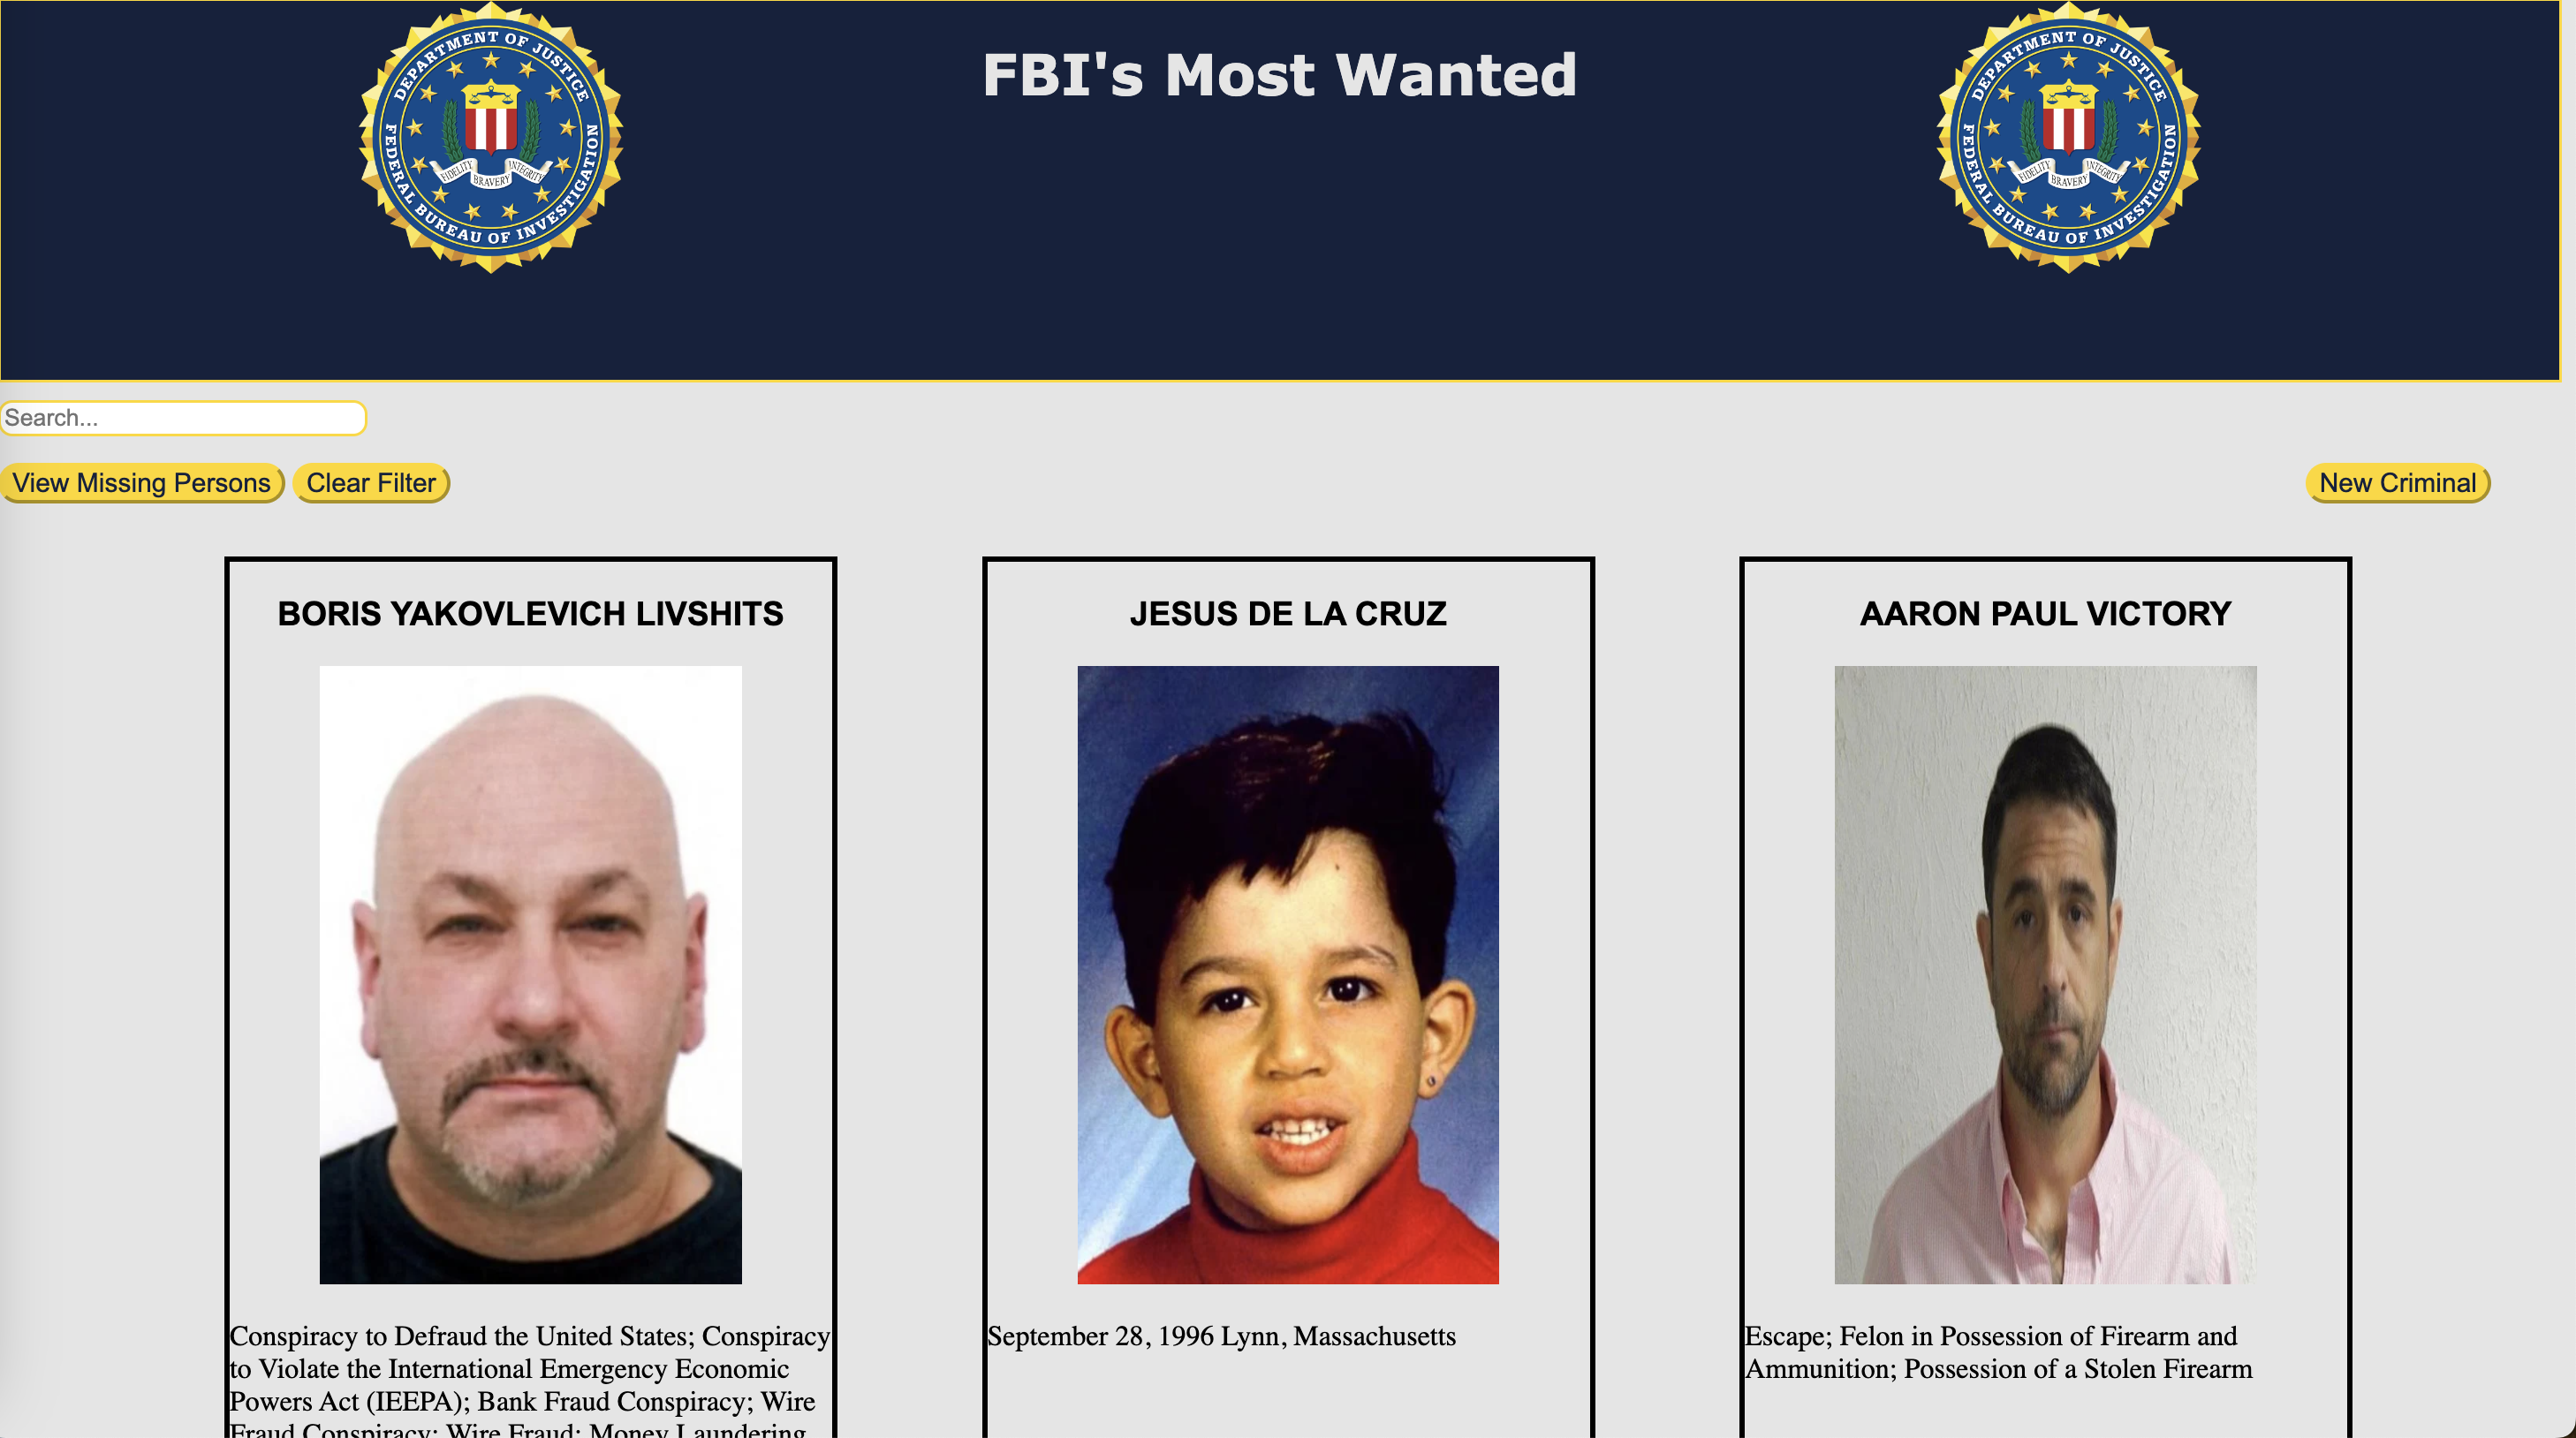 DEPARTMENT OF JUSTICE
FIDELITY
BRAVERY
INTEGRITY
FEDERAL BUREAU OF INVESTIGATION
FBI's Most Wanted
DEPARTMENT OF JUSTICE
FIDELITY
BRAVERY
INTEGRITY
FEDERAL BUREAU OF INVESTIGATION
Search...
View Missing Persons
Clear Filter
New Criminal
BORIS YAKOVLEVICH LIVSHITS
Conspiracy to Defraud the United States; Conspiracy
to Violate the International Emergency Economic
Powers Act (IEEPA); Bank Fraud Conspiracy; Wire
Fraud Conspiracy; Wire Fraud; Money Laundering
JESUS DE LA CRUZ
September 28, 1996 Lynn, Massachusetts
AARON PAUL VICTORY
Escape; Felon in Possession of Firearm and
Ammunition; Possession of a Stolen Firearm